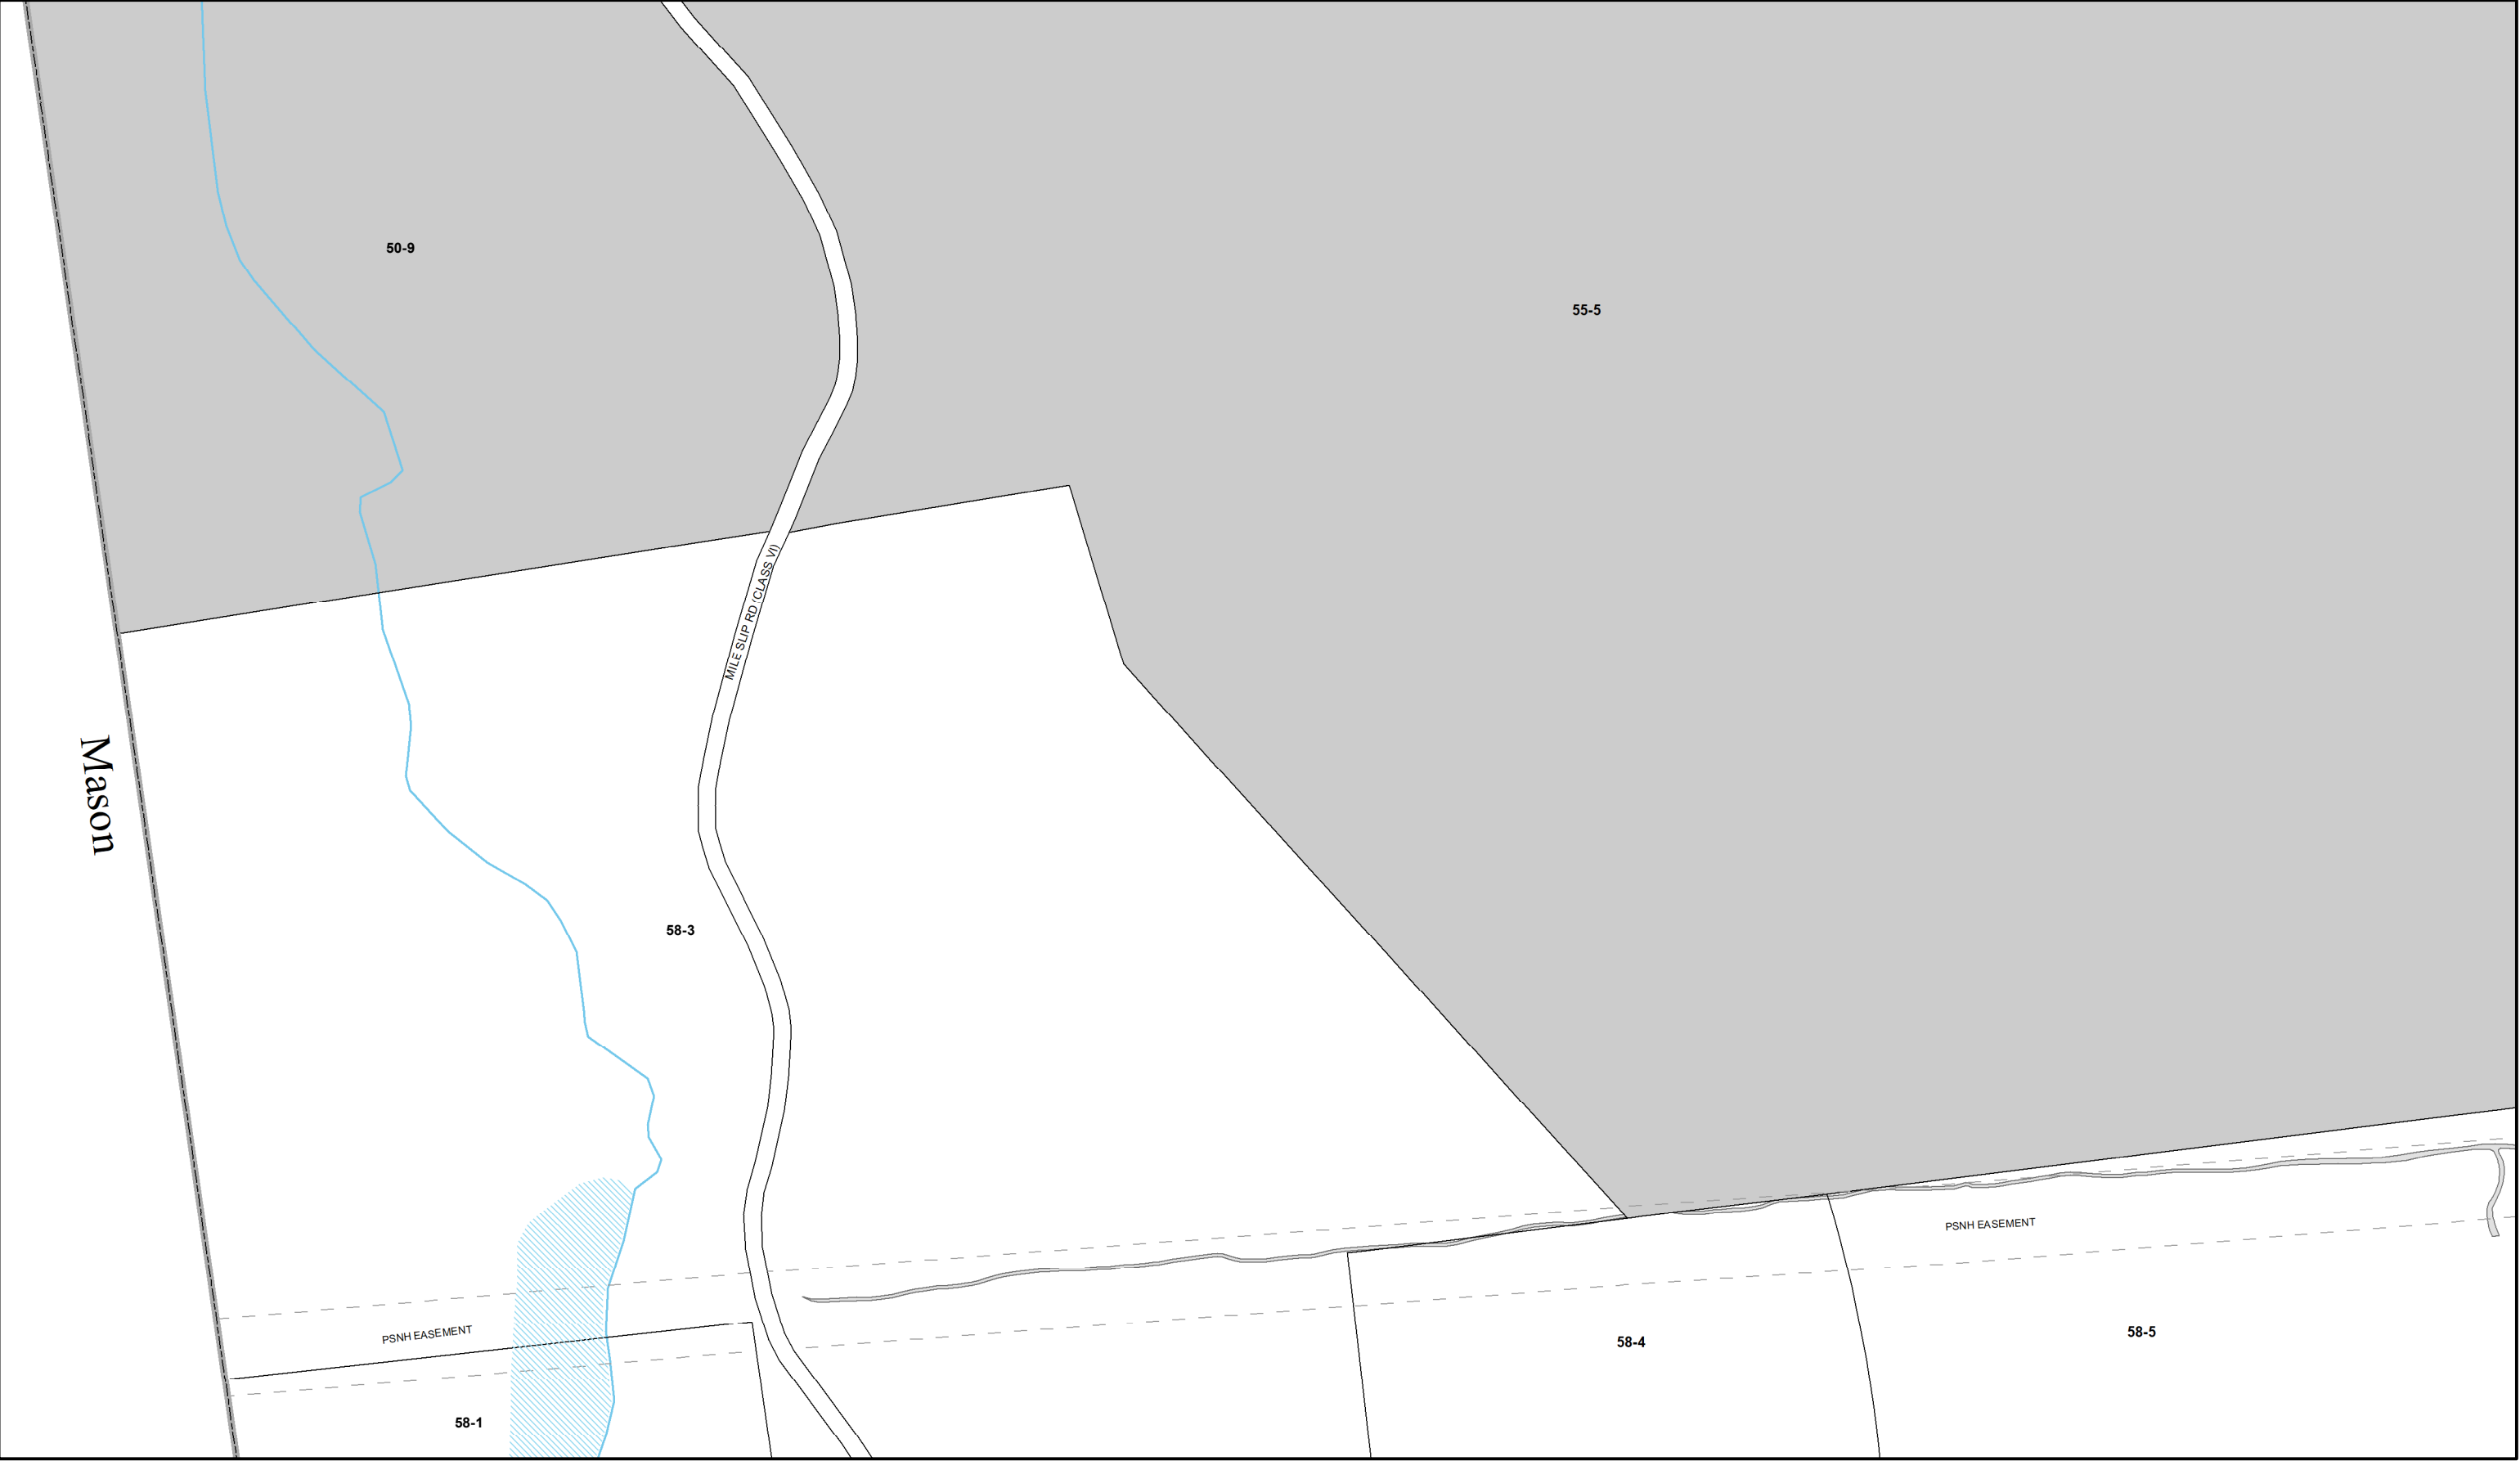 50-9
55-5
MILE SLIP RD (CLASS VI)
Mason
58-3
PSNH EASEMENT
PSNH EASEMENT
58-5
58-4
58-1